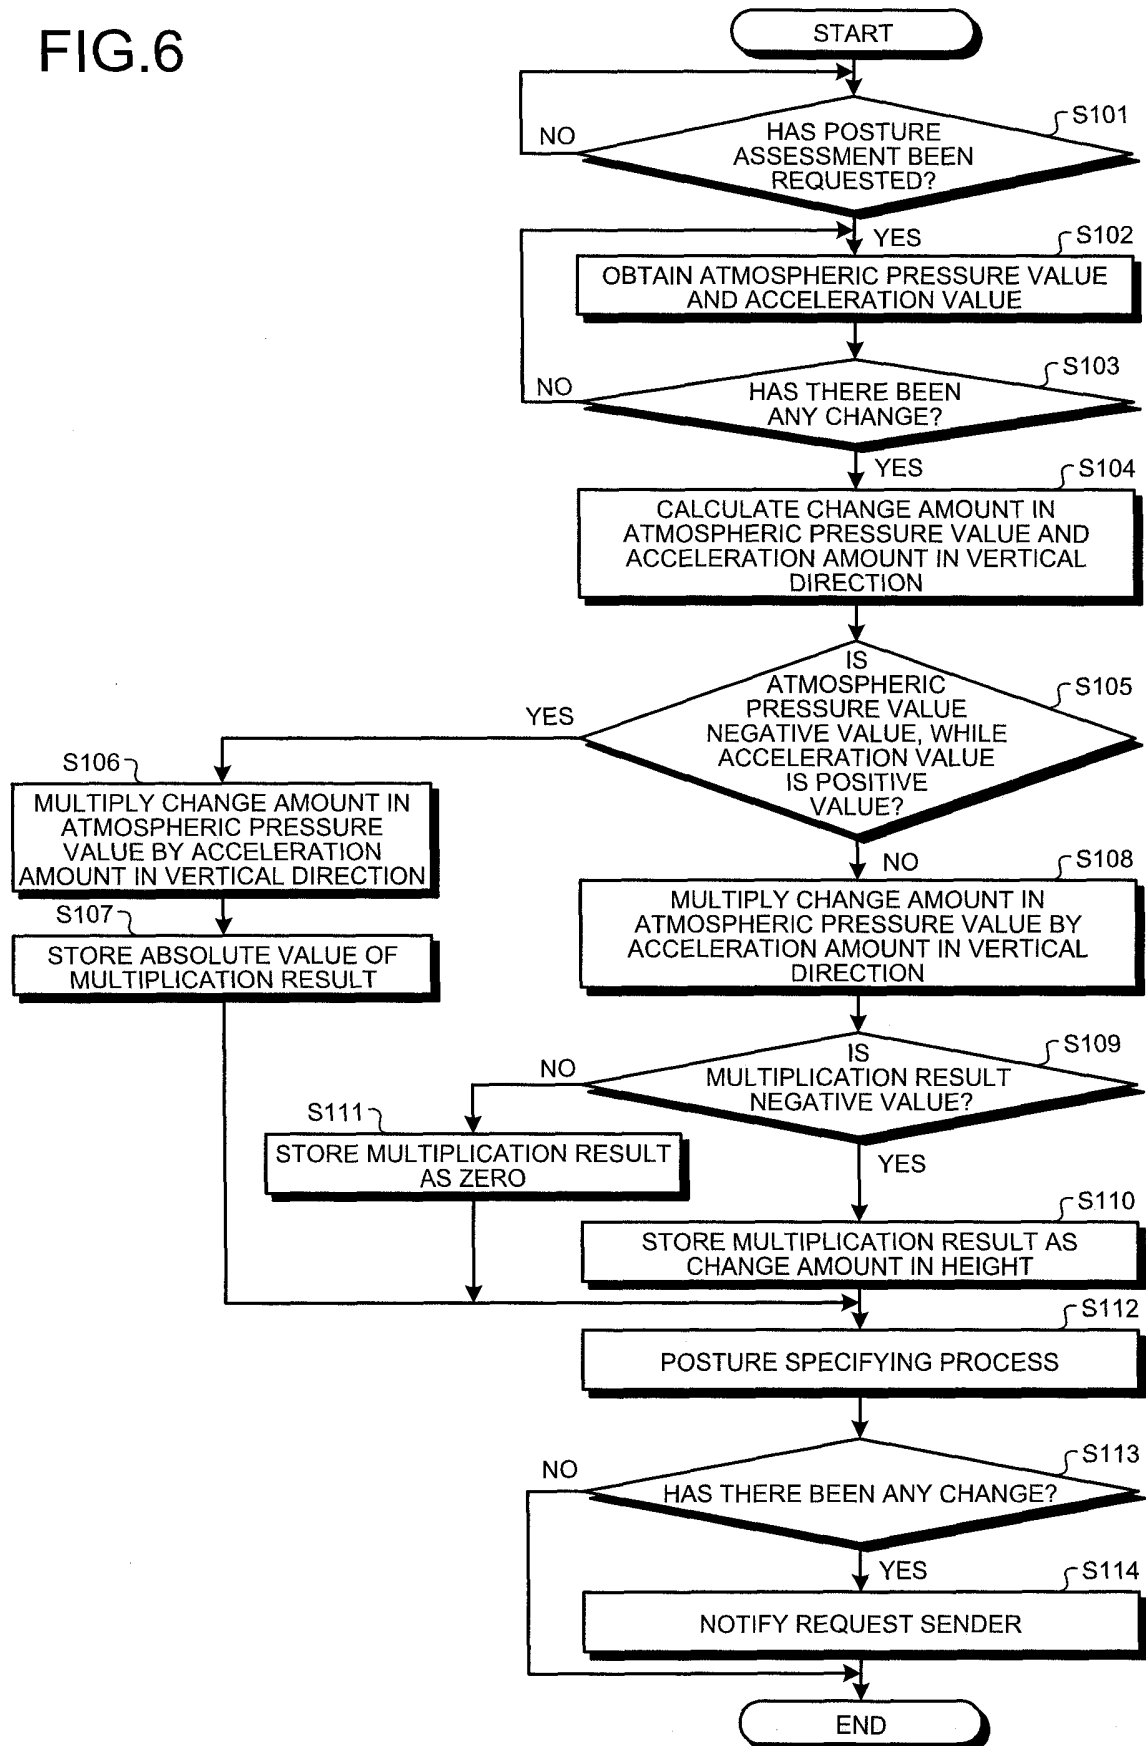 FIG.6
START
S101
HAS POSTURE
ASSESSMENT BEEN
REQUESTED?
NO
YES
S102
OBTAIN ATMOSPHERIC PRESSURE VALUE
AND ACCELERATION VALUE
S103
HAS THERE BEEN
ANY CHANGE?
NO
YES
S104
CALCULATE CHANGE AMOUNT IN
ATMOSPHERIC PRESSURE VALUE AND
ACCELERATION AMOUNT IN VERTICAL
DIRECTION
S105
IS
ATMOSPHERIC
PRESSURE VALUE
NEGATIVE VALUE, WHILE
ACCELERATION VALUE
IS POSITIVE
VALUE?
YES
S106
MULTIPLY CHANGE AMOUNT IN
ATMOSPHERIC PRESSURE
VALUE BY ACCELERATION
AMOUNT IN VERTICAL DIRECTION
S107
STORE ABSOLUTE VALUE OF
MULTIPLICATION RESULT
NO
S108
MULTIPLY CHANGE AMOUNT IN
ATMOSPHERIC PRESSURE VALUE BY
ACCELERATION AMOUNT IN VERTICAL
DIRECTION
S109
IS
MULTIPLICATION RESULT
NEGATIVE VALUE?
NO
S111
STORE MULTIPLICATION RESULT
AS ZERO
YES
S110
STORE MULTIPLICATION RESULT AS
CHANGE AMOUNT IN HEIGHT
S112
POSTURE SPECIFYING PROCESS
S113
HAS THERE BEEN ANY CHANGE?
NO
YES
S114
NOTIFY REQUEST SENDER
END